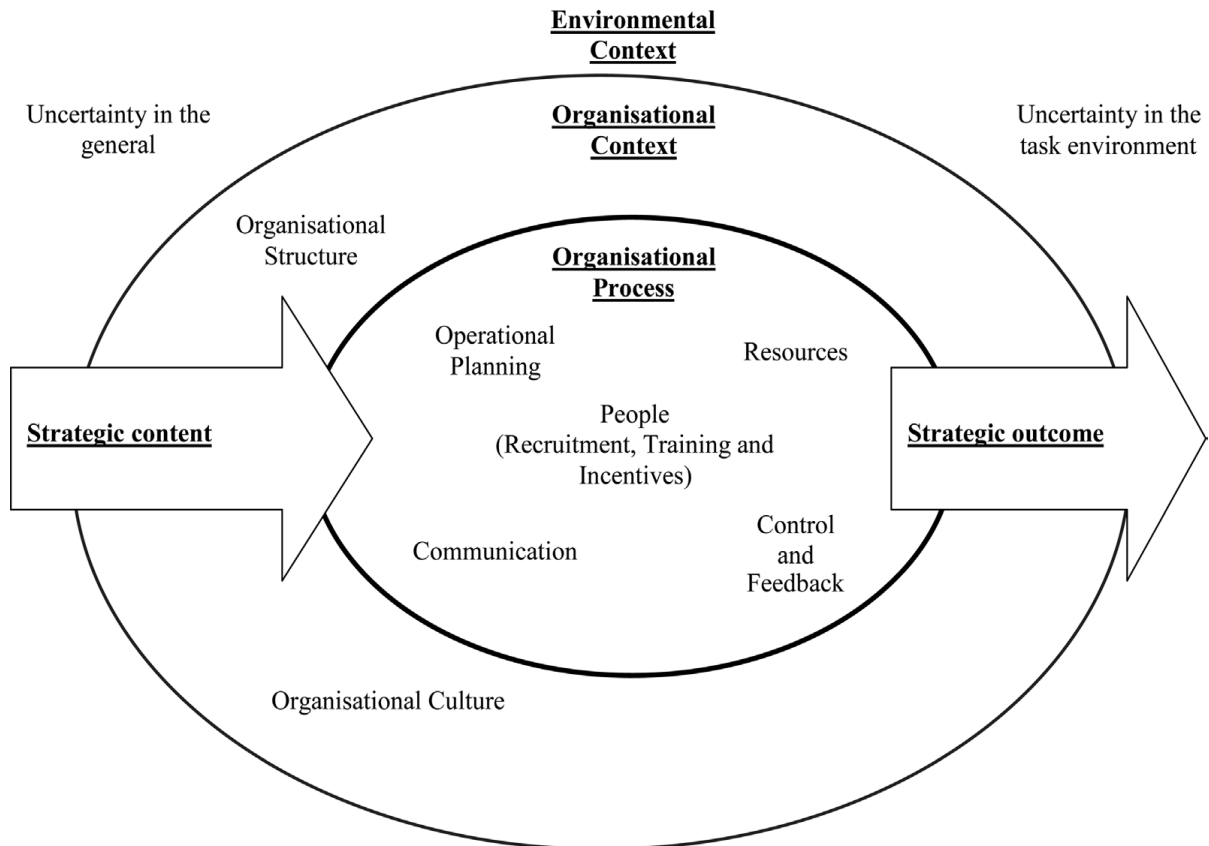 Environmental
Context
Uncertainty in the
general
Organisational
Context
Uncertainty in the
task environment
Organisational
Structure
Organisational
Process
Operational
Planning
Resources
Strategic content
People
(Recruitment, Training and
Incentives)
Strategic outcome
Communication
Control
and
Feedback
Organisational Culture